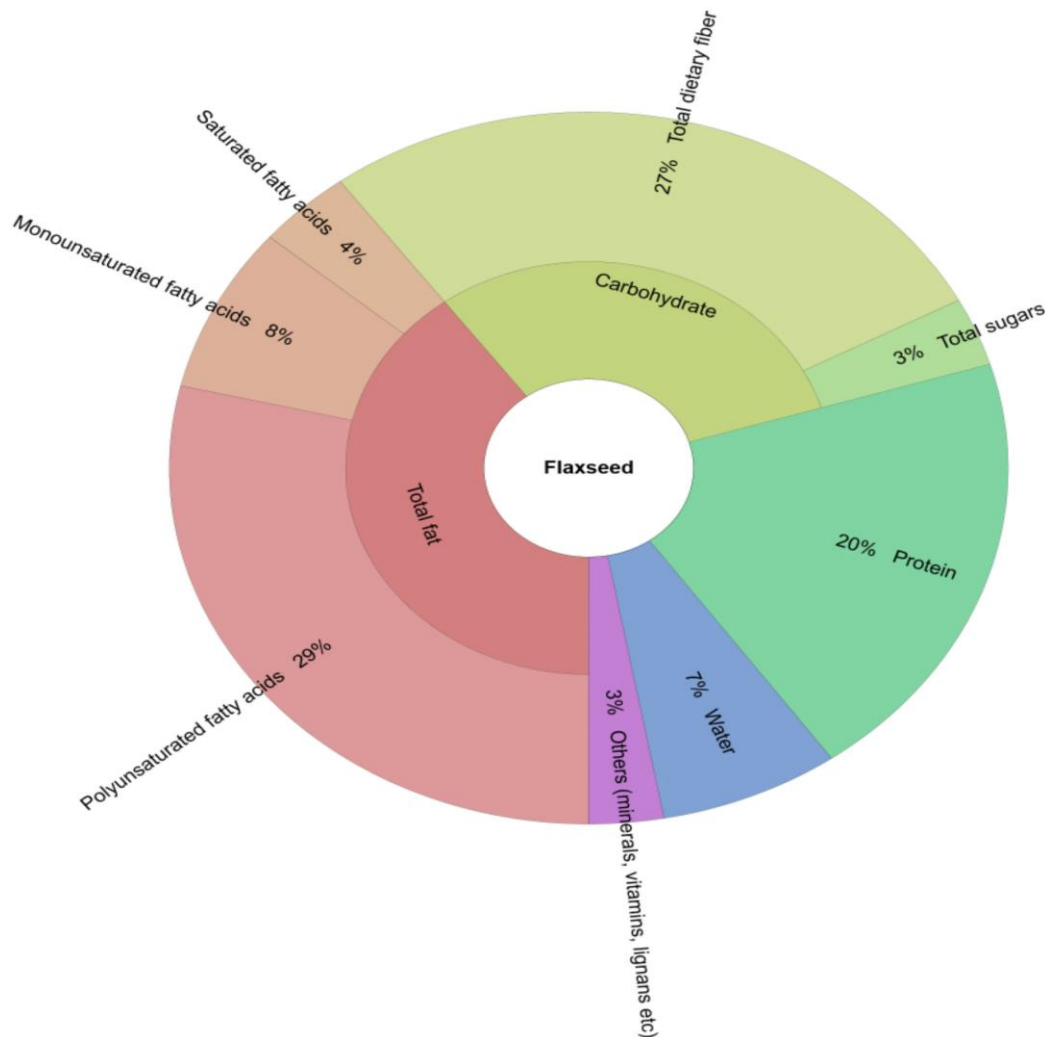 27% Total dietary fiber
Saturated fatty acids 4%
Monounsaturated fatty acids 8%
Carbohydrate
3% Total sugars
Flaxseed
Total fat
20% Protein
Polyunsaturated fatty acids 29%
7% Water
3% Others (minerals, vitamins, lignans etc)